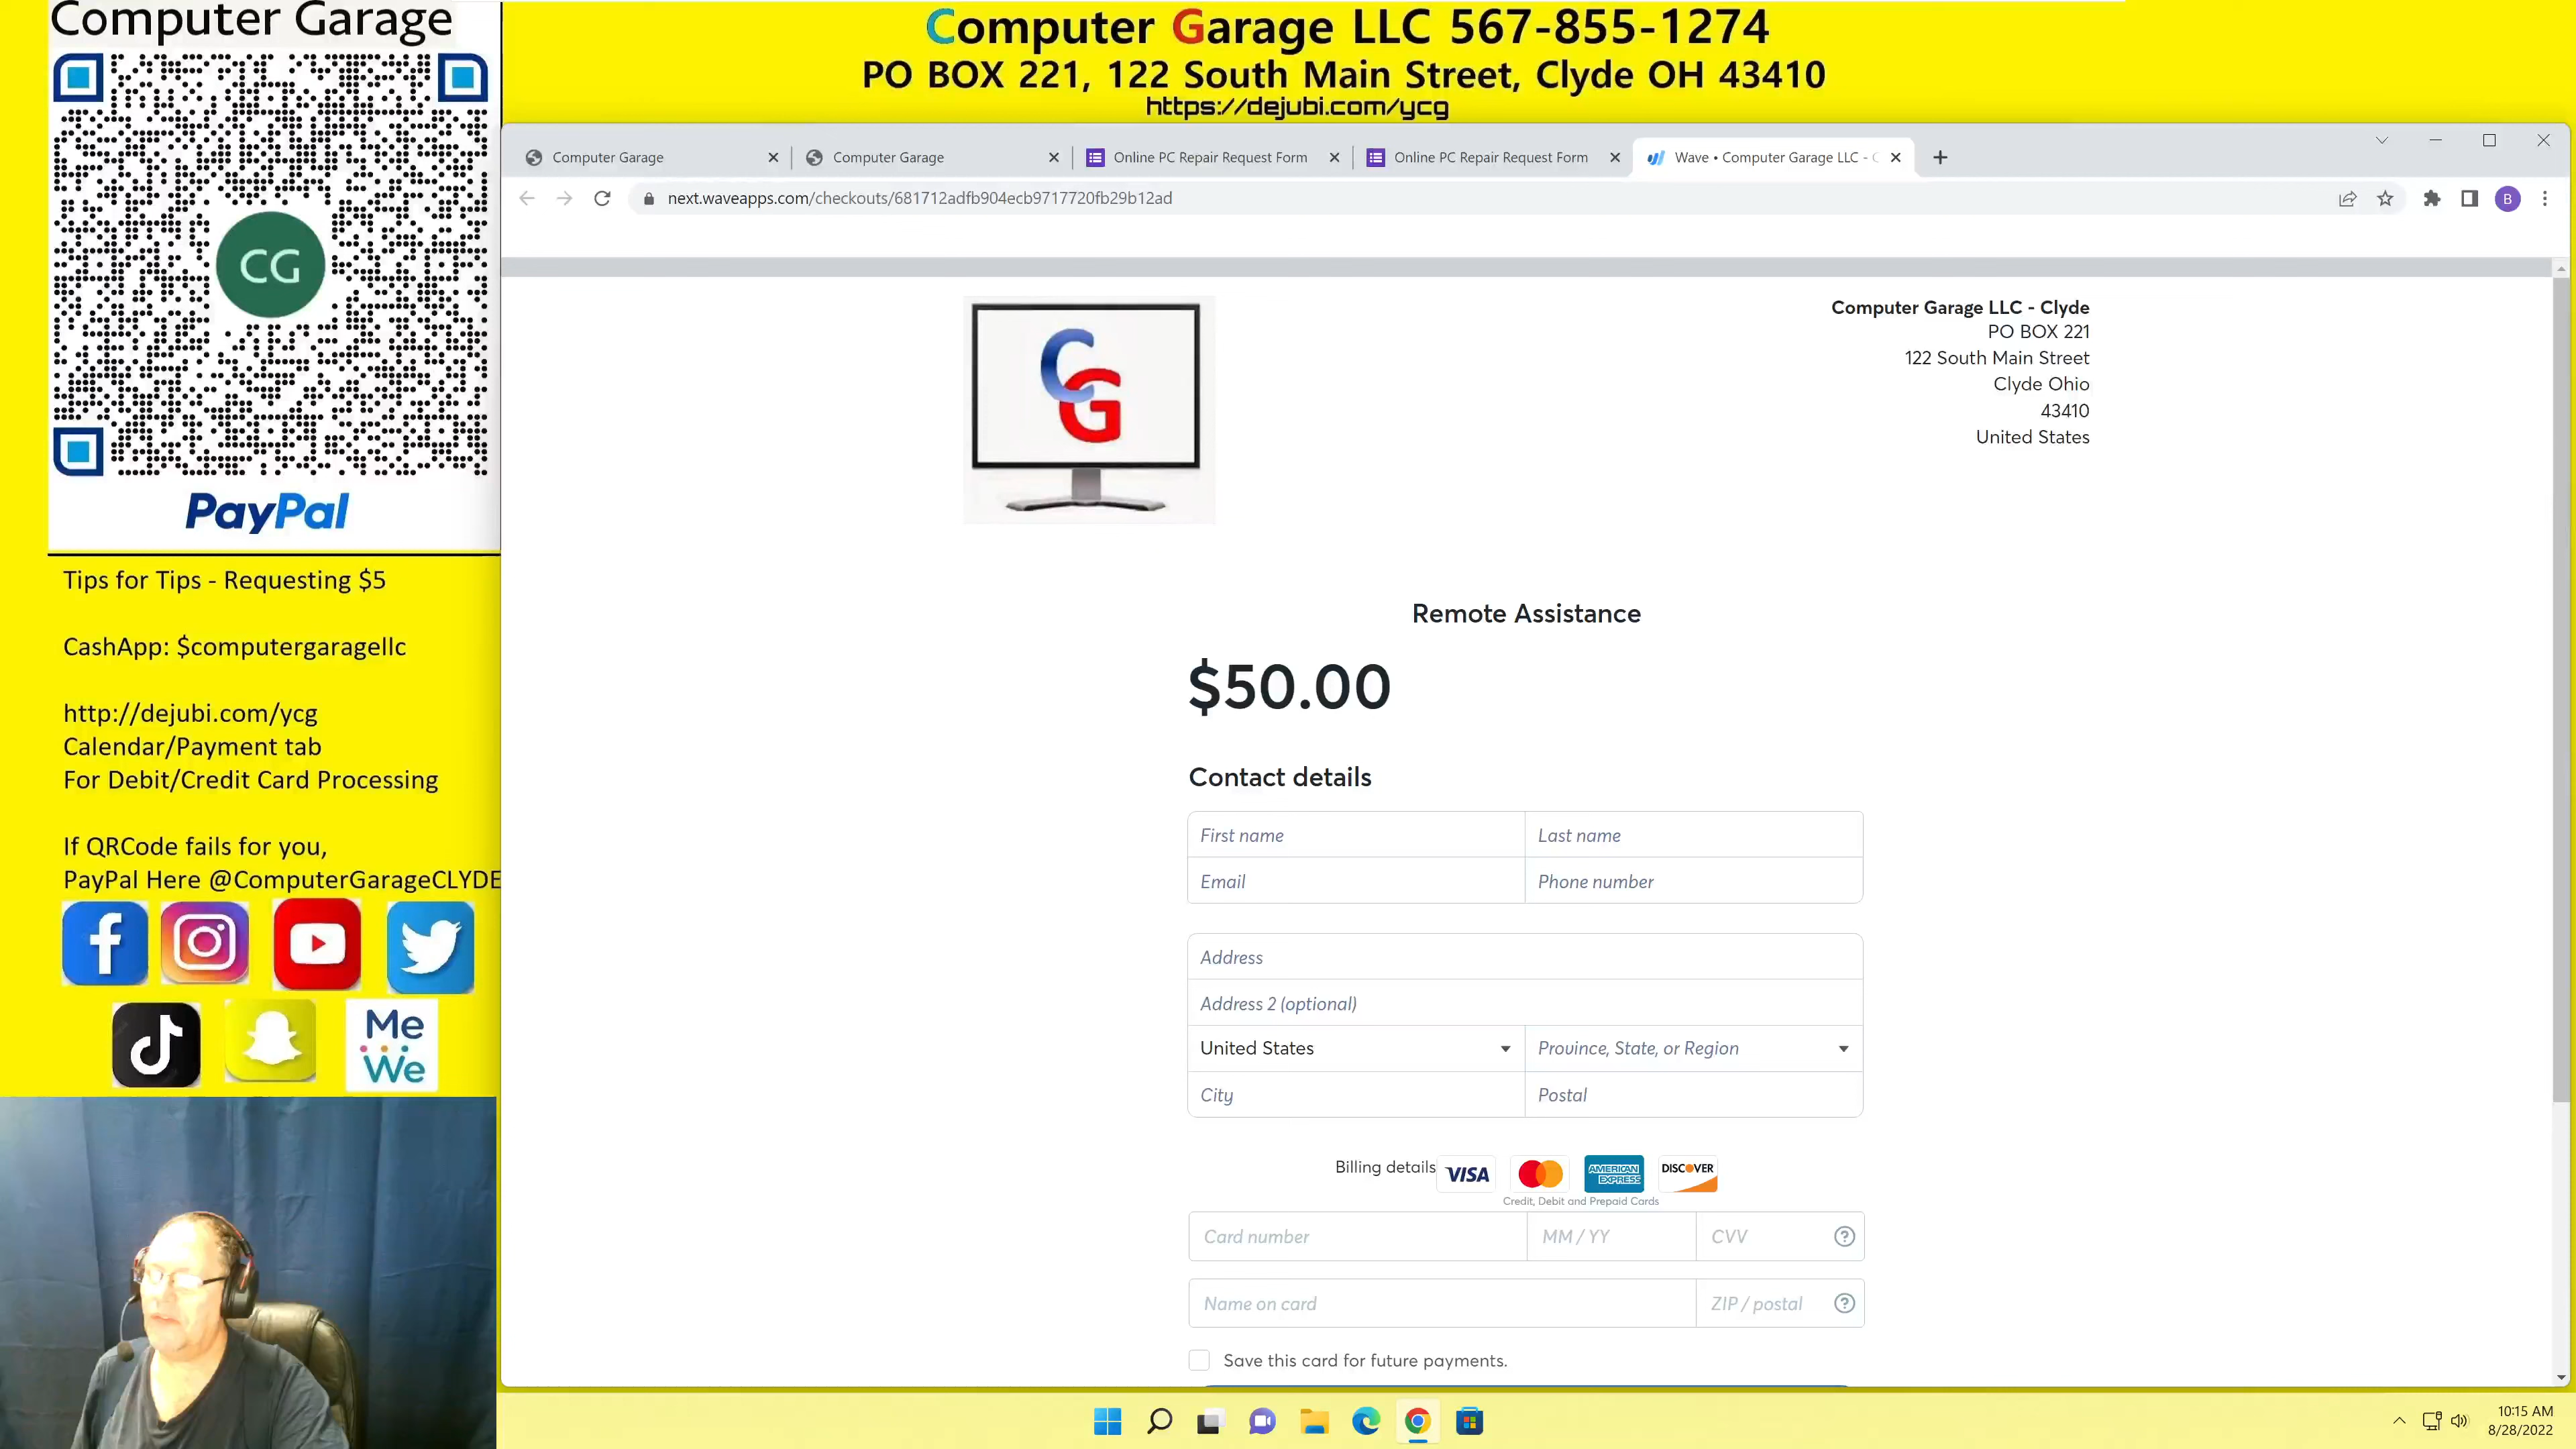 Computer Garage
CG
PayPal
Tips for Tips - Requesting $5
CashApp: $computergaragellc
http://dejubi.com/ycg
Calendar/Payment tab
For Debit/Credit Card Processing
If QRCode fails for you,
PayPal Here @ComputerGarageCLYDE
Me
We
Computer Garage LLC 567-855-1274
PO BOX 221, 122 South Main Street, Clyde OH 43410
https://dejubi.com/ycg
Computer Garage
Computer Garage
Online PC Repair Request Form
Online PC Repair Request Form
Wave • Computer Garage LLC -
next.waveapps.com/checkouts/681712adfb904ecb9717720fb29b12ad
B
CG
Computer Garage LLC - Clyde
PO BOX 221
122 South Main Street
Clyde Ohio
43410
United States
Remote Assistance
$50.00
Contact details
First name
Last name
Email
Phone number
Address
Address 2 (optional)
United States
Province, State, or Region
City
Postal
Billing details
VISA
AMERICAN
EXPRESS
DISCOVER
Credit, Debit and Prepaid Cards
Card number
MM / YY
CVV
Name on card
ZIP / postal
Save this card for future payments.
10:15 AM
8/28/2022